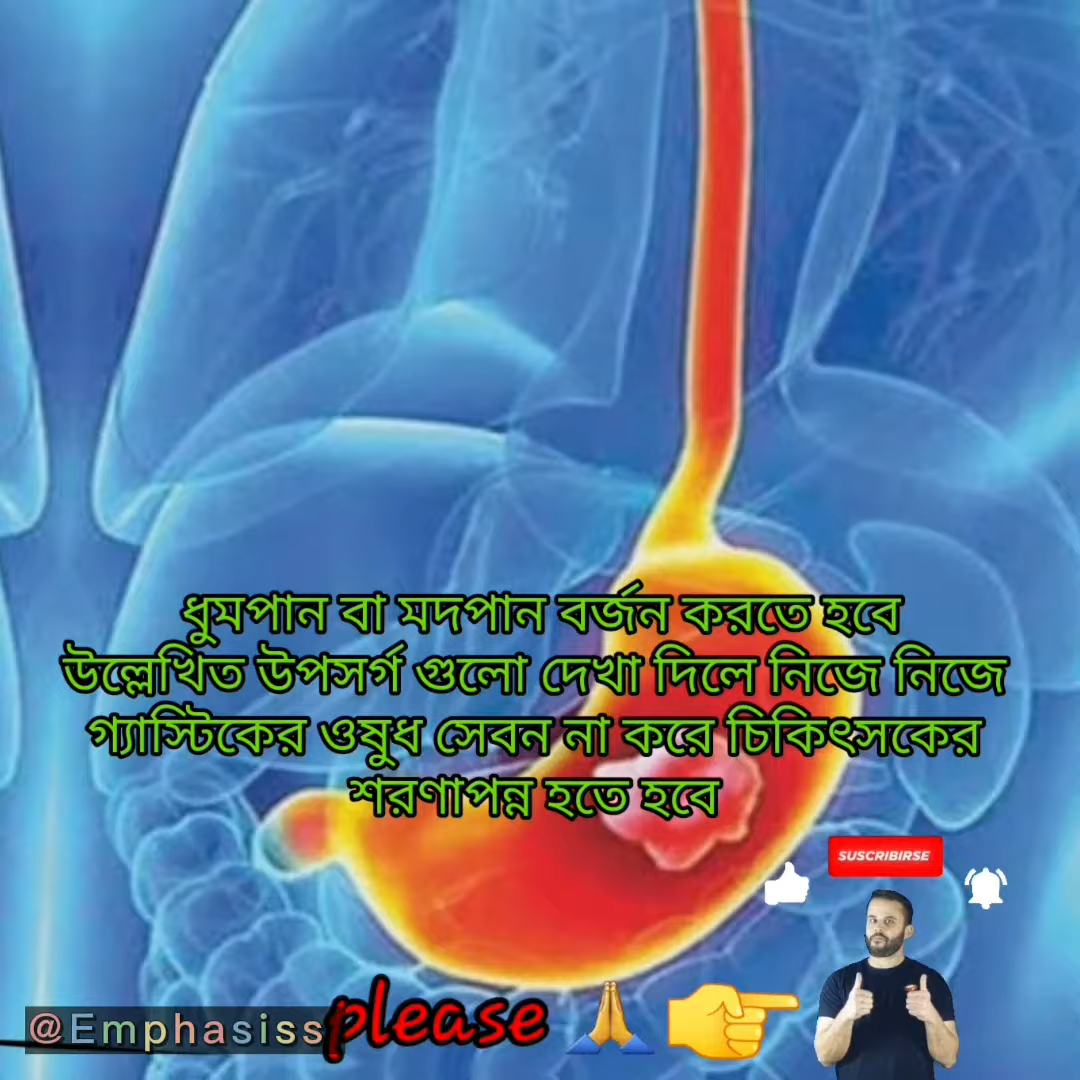 ধুমপান বা মদপান বর্জন করতে হবে
উল্লেখিত উপসর্গ গুলো দেখা দিলে নিজে নিজে
গ্যাস্টিকের ওষুধ সেবন না করে চিকিৎসকের
শরণাপন্ন হতে হবে
SUSCRIBIRSE
@Emphasiss
please